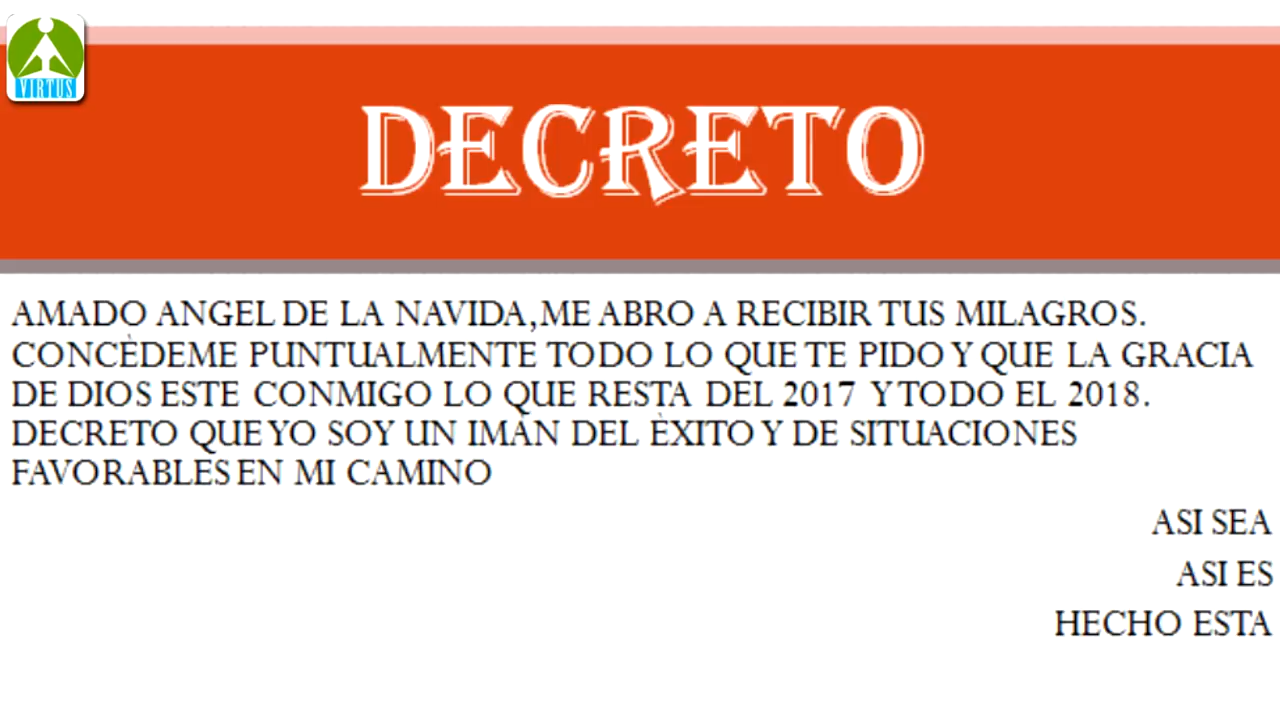 VIRTUS
DECRETO
AMADO ANGEL DE LA NAVIDA, ME ABRO A RECIBIR TUS MILAGROS.
CONCÈDEME PUNTUALMENTE TODO LO QUE TE PIDO Y QUE LA GRACIA
DE DIOS ESTE CONMIGO LO QUE RESTA DEL 2017 Y TODO EL 2018.
DECRETO QUE YO SOY UN IMÀN DEL ÈXITO Y DE SITUACIONES
FAVORABLES EN MI CAMINO
ASI SEA
ASI ES
HECHO ESTA